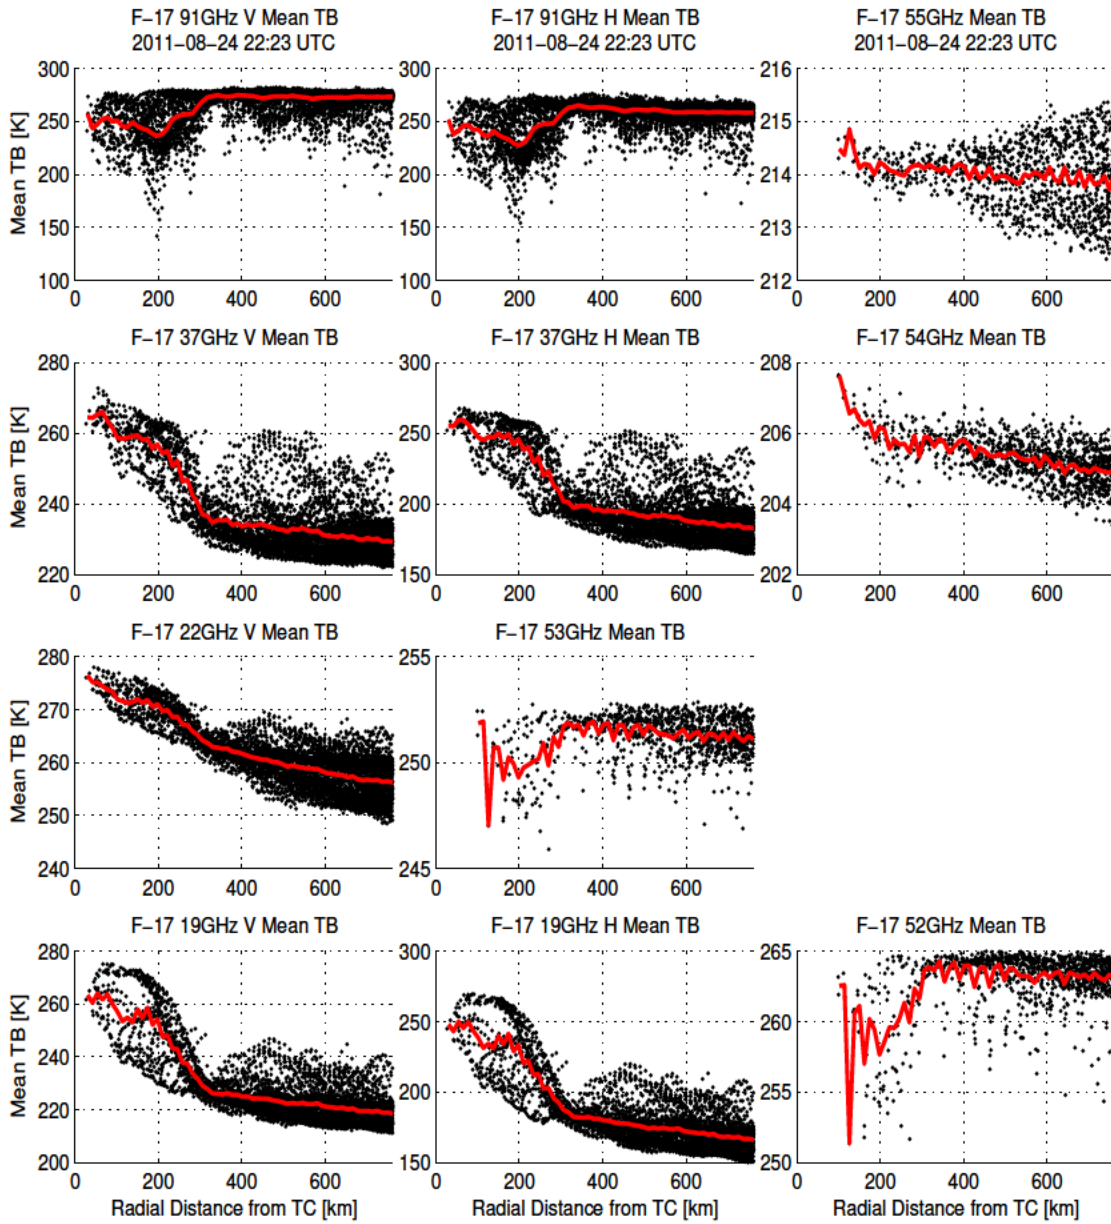 F−17 91GHz V Mean TB
2011−08−24 22:23 UTC
F−17 91GHz H Mean TB
2011−08−24 22:23 UTC
F−17 55GHz Mean TB
2011−08−24 22:23 UTC
Mean TB [K]
300
250
200
150
100
0 200 400 600
300
250
200
150
100
0 200 400 600
216
215
214
213
212
0 200 400 600
F−17 37GHz V Mean TB
F−17 37GHz H Mean TB
F−17 54GHz Mean TB
Mean TB [K]
280
260
240
220
0 200 400 600
300
250
200
150
0 200 400 600
208
206
204
202
0 200 400 600
F−17 22GHz V Mean TB
F−17 53GHz Mean TB
Mean TB [K]
280
270
260
250
240
0 200 400 600
255
250
245
0 200 400 600
F−17 19GHz V Mean TB
F−17 19GHz H Mean TB
F−17 52GHz Mean TB
Mean TB [K]
280
260
240
220
200
0 200 400 600
Radial Distance from TC [km]
300
250
200
150
0 200 400 600
Radial Distance from TC [km]
265
260
255
250
0 200 400 600
Radial Distance from TC [km]